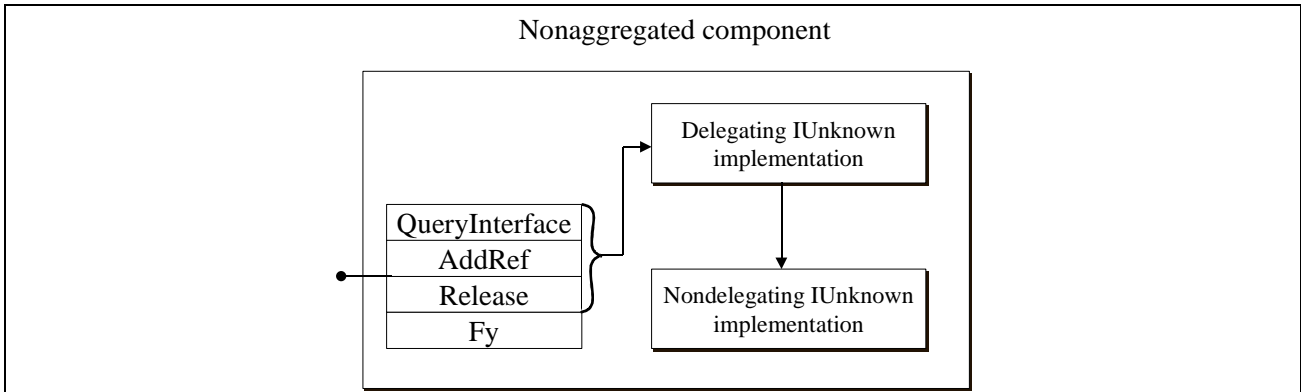 Nonaggregated component
Delegating IUnknown
implementation
QueryInterface
AddRef
Release
Fy
Nondelegating IUnknown
implementation